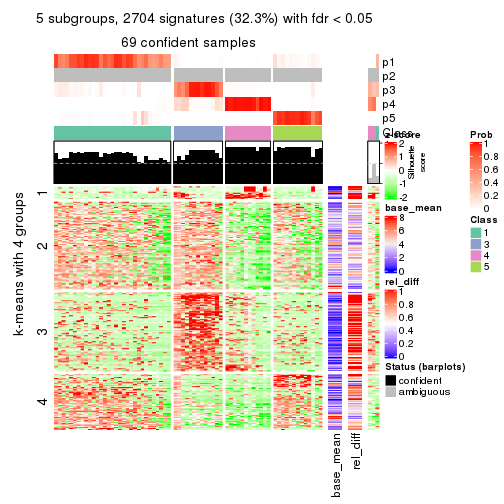 5 subgroups, 2704 signatures (32.3%) with fdr < 0.05
69 confident samples
p1
p2
p3
p4
p5
Class
Silhouette
score
k-means with 4 groups
1
2
3
4
base_mean
rel_diff
z-score
2
1
0
-1
-2
base_mean
8
6
4
2
0
rel_diff
1
0.8
0.6
0.4
0.2
0
Status (barplots)
confident
ambiguous
Prob
1
0.8
0.6
0.4
0.2
0
Class
1
3
4
5